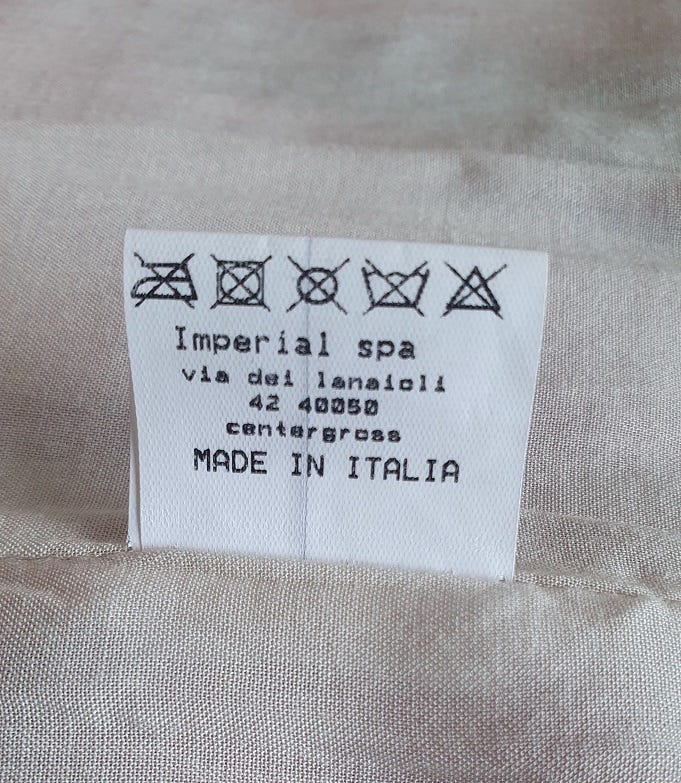 Imperial spa
via dei lanaioli
42 40050
centergross
MADE IN ITALIA